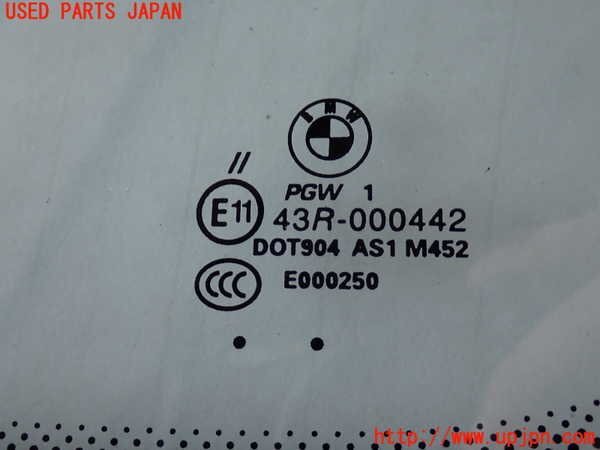 USED PARTS JAPAN
BMW
//
PGW 1
E11
43R-000442
DOT904 AS1 M452
CCC
E000250
http://www.upjpn.com